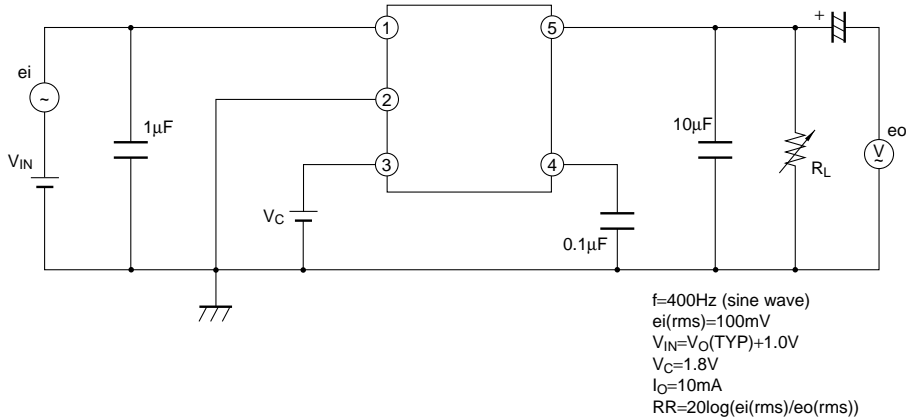 1
5
+
ei
~
1µF
2
10µF
eo
V
~
VIN
3
4
RL
VC
0.1µF
f=400Hz (sine wave)
ei(rms)=100mV
VIN=VO(TYP)+1.0V
VC=1.8V
IO=10mA
RR=20log(ei(rms)/eo(rms))